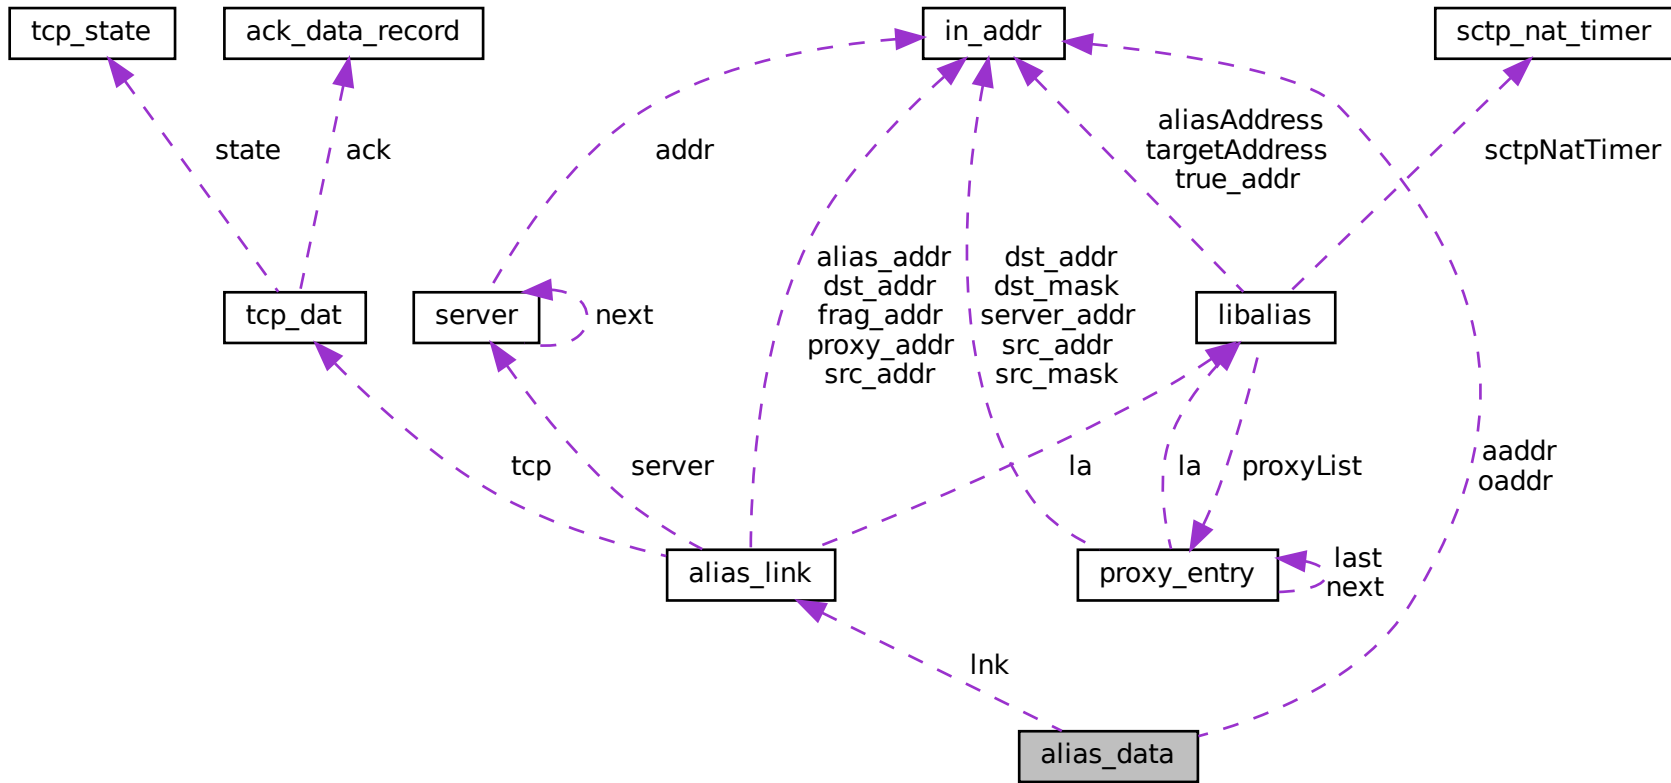 tcp_state
ack_data_record
in_addr
sctp_nat_timer
state
ack
addr
aliasAddress
targetAddress
true_addr
sctpNatTimer
tcp_dat
server
next
alias_addr
dst_addr
frag_addr
proxy_addr
src_addr
dst_addr
dst_mask
server_addr
src_addr
src_mask
libalias
tcp
server
la
la
proxyList
aaddr
oaddr
alias_link
proxy_entry
last
next
lnk
alias_data